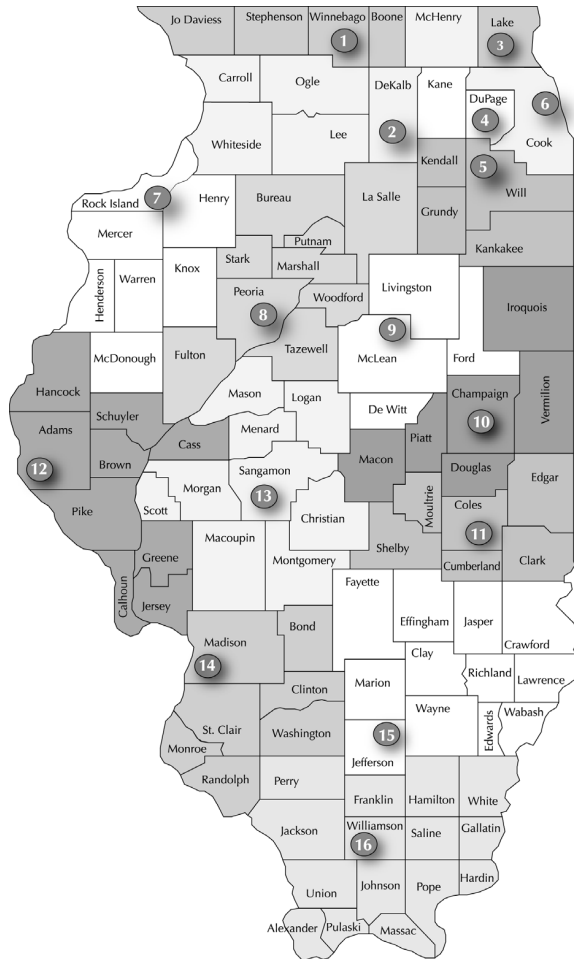 Jo Daviess
Stephenson
Winnebago
Boone
McHenry
Lake
1
3
Carroll
Ogle
DeKalb
Kane
DuPage
6
4
2
Cook
Whiteside
Lee
Kendall
5
Rock Island
7
Henry
Bureau
La Salle
Will
Grundy
Mercer
Putnam
Kankakee
Henderson
Warren
Knox
Stark
Marshall
Peoria
Woodford
Livingston
Iroquois
8
9
McDonough
Fulton
Tazewell
McLean
Ford
Hancock
Mason
Logan
Champaign
Vermilion
Schuyler
De Witt
Adams
Menard
Piatt
10
Cass
12
Brown
Sangamon
Macon
Douglas
Edgar
Morgan
13
Moultrie
Coles
Pike
Scott
Christian
11
Macoupin
Shelby
Greene
Montgomery
Cumberland
Clark
Calhoun
Jersey
Fayette
Effingham
Jasper
Crawford
Madison
Bond
Clay
14
Marion
Richland
Lawrence
Clinton
Wayne
Edwards
Wabash
St. Clair
Washington
15
Monroe
Jefferson
Randolph
Perry
Franklin
Hamilton
White
Jackson
Williamson
Saline
Gallatin
16
Union
Johnson
Pope
Hardin
Alexander
Pulaski
Massac